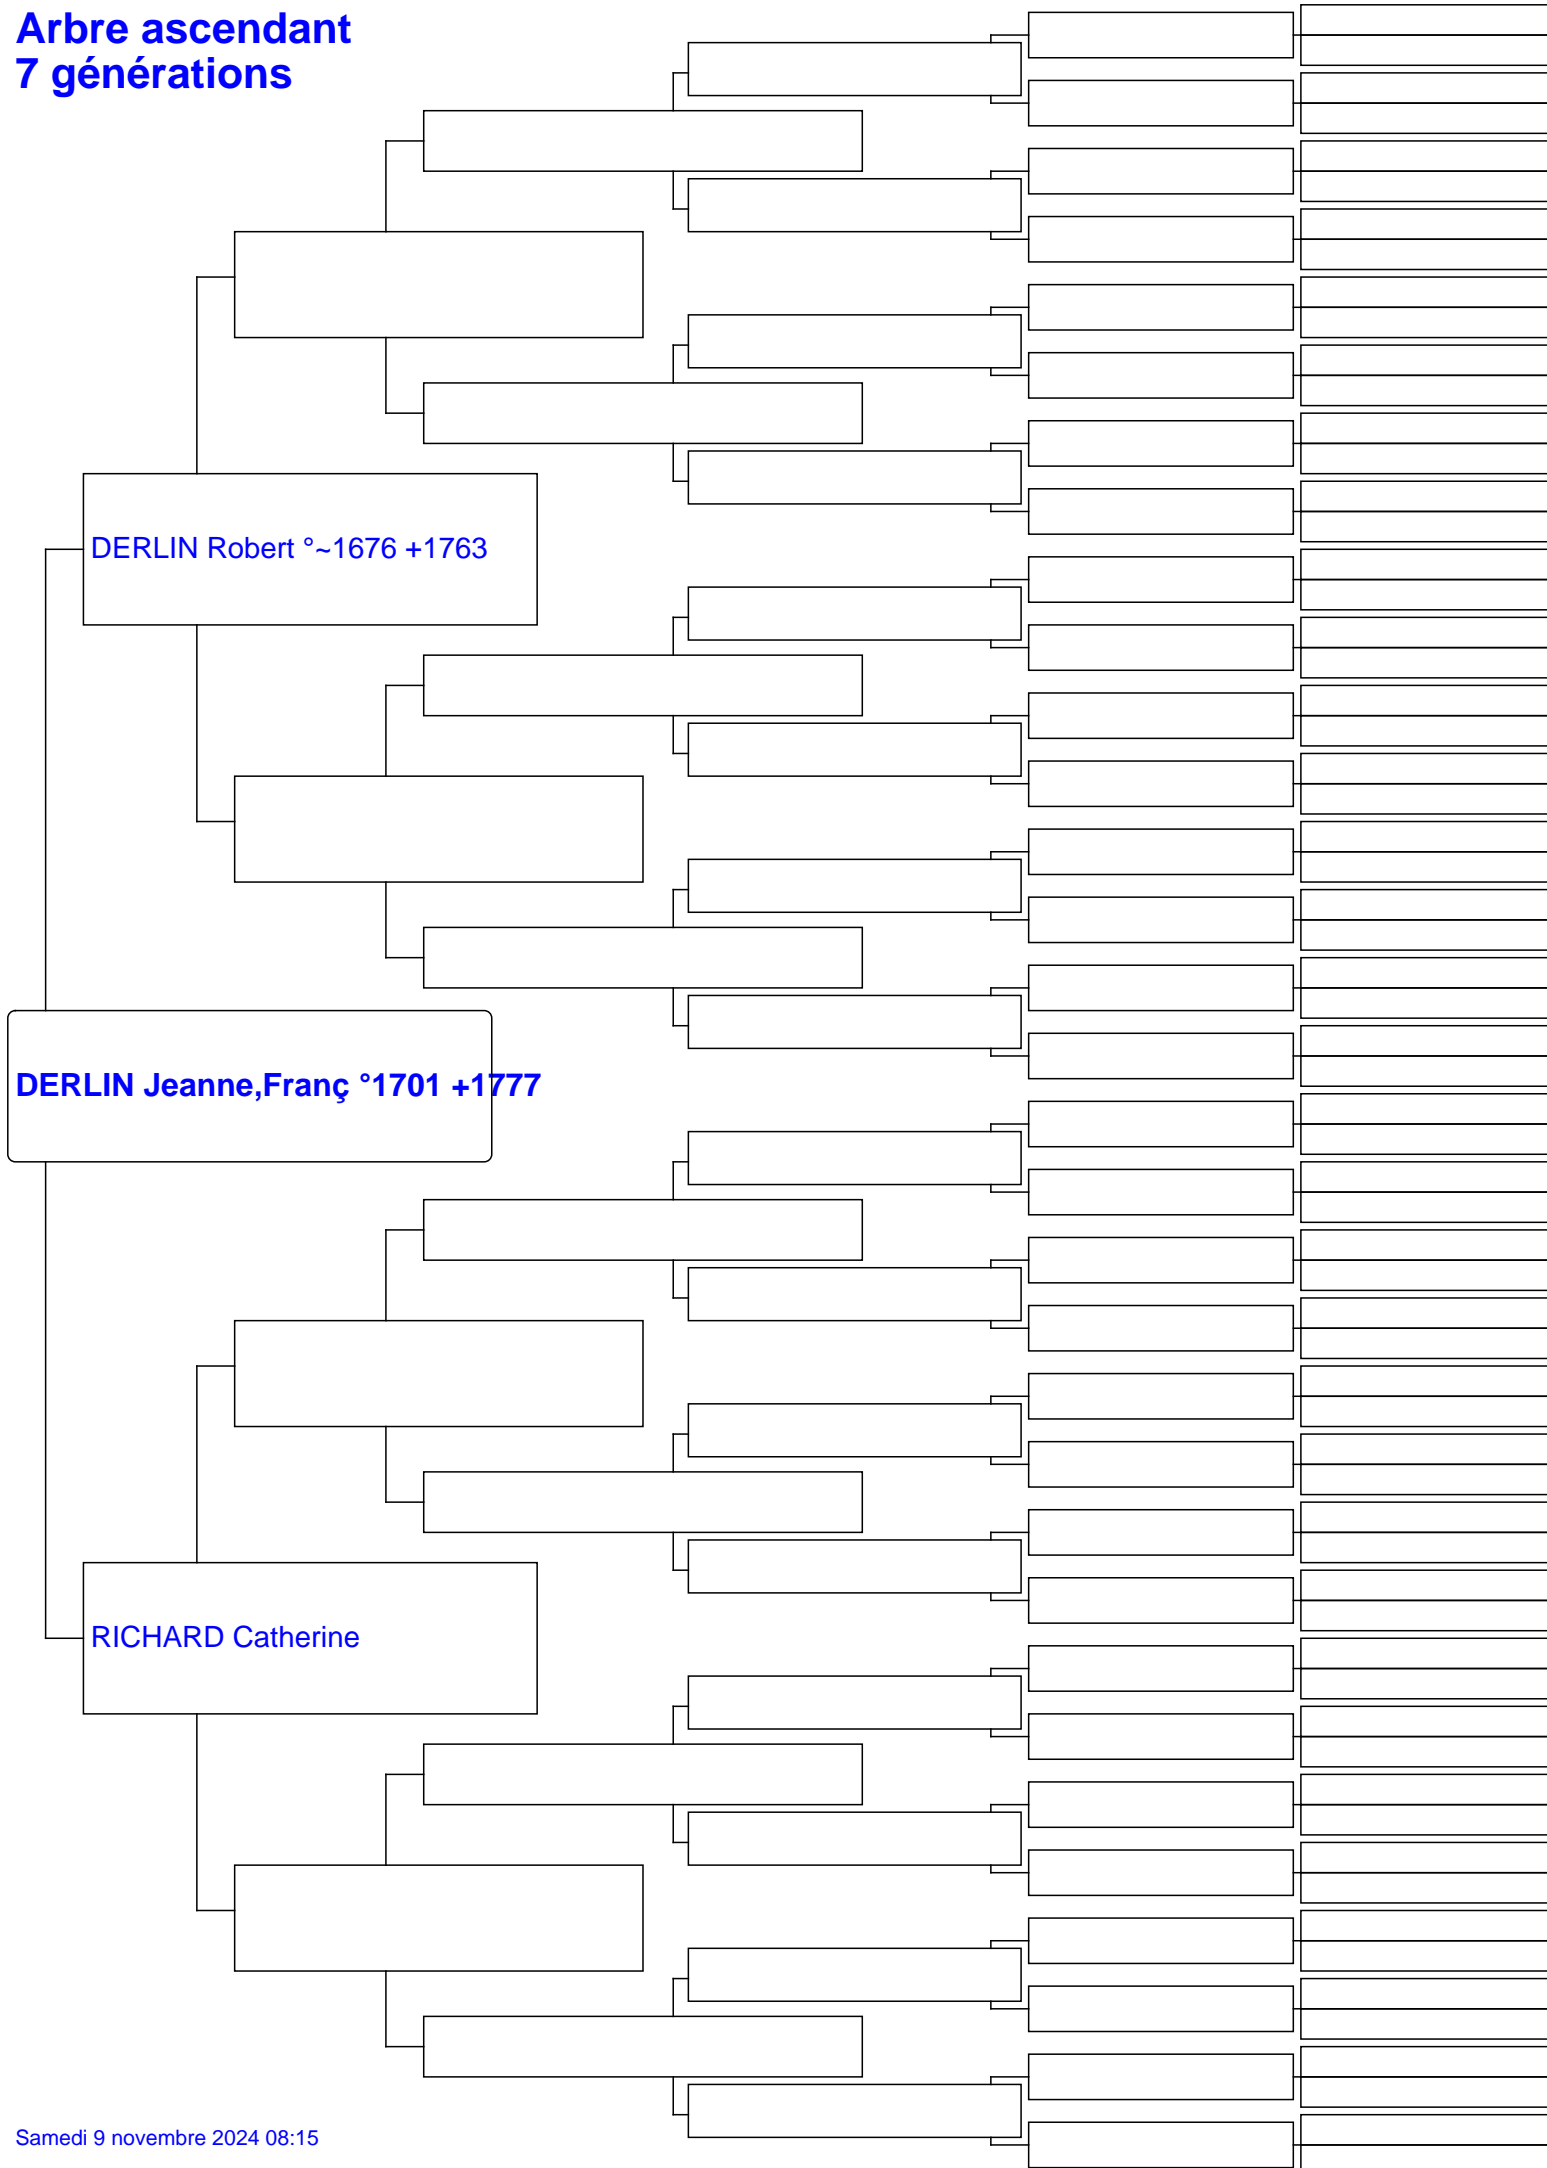 Arbre ascendant
7 générations
DERLIN Robert °~1676 +1763
DERLIN Jeanne,Franç °1701 +1777
RICHARD Catherine
Samedi 9 novembre 2024 08:15